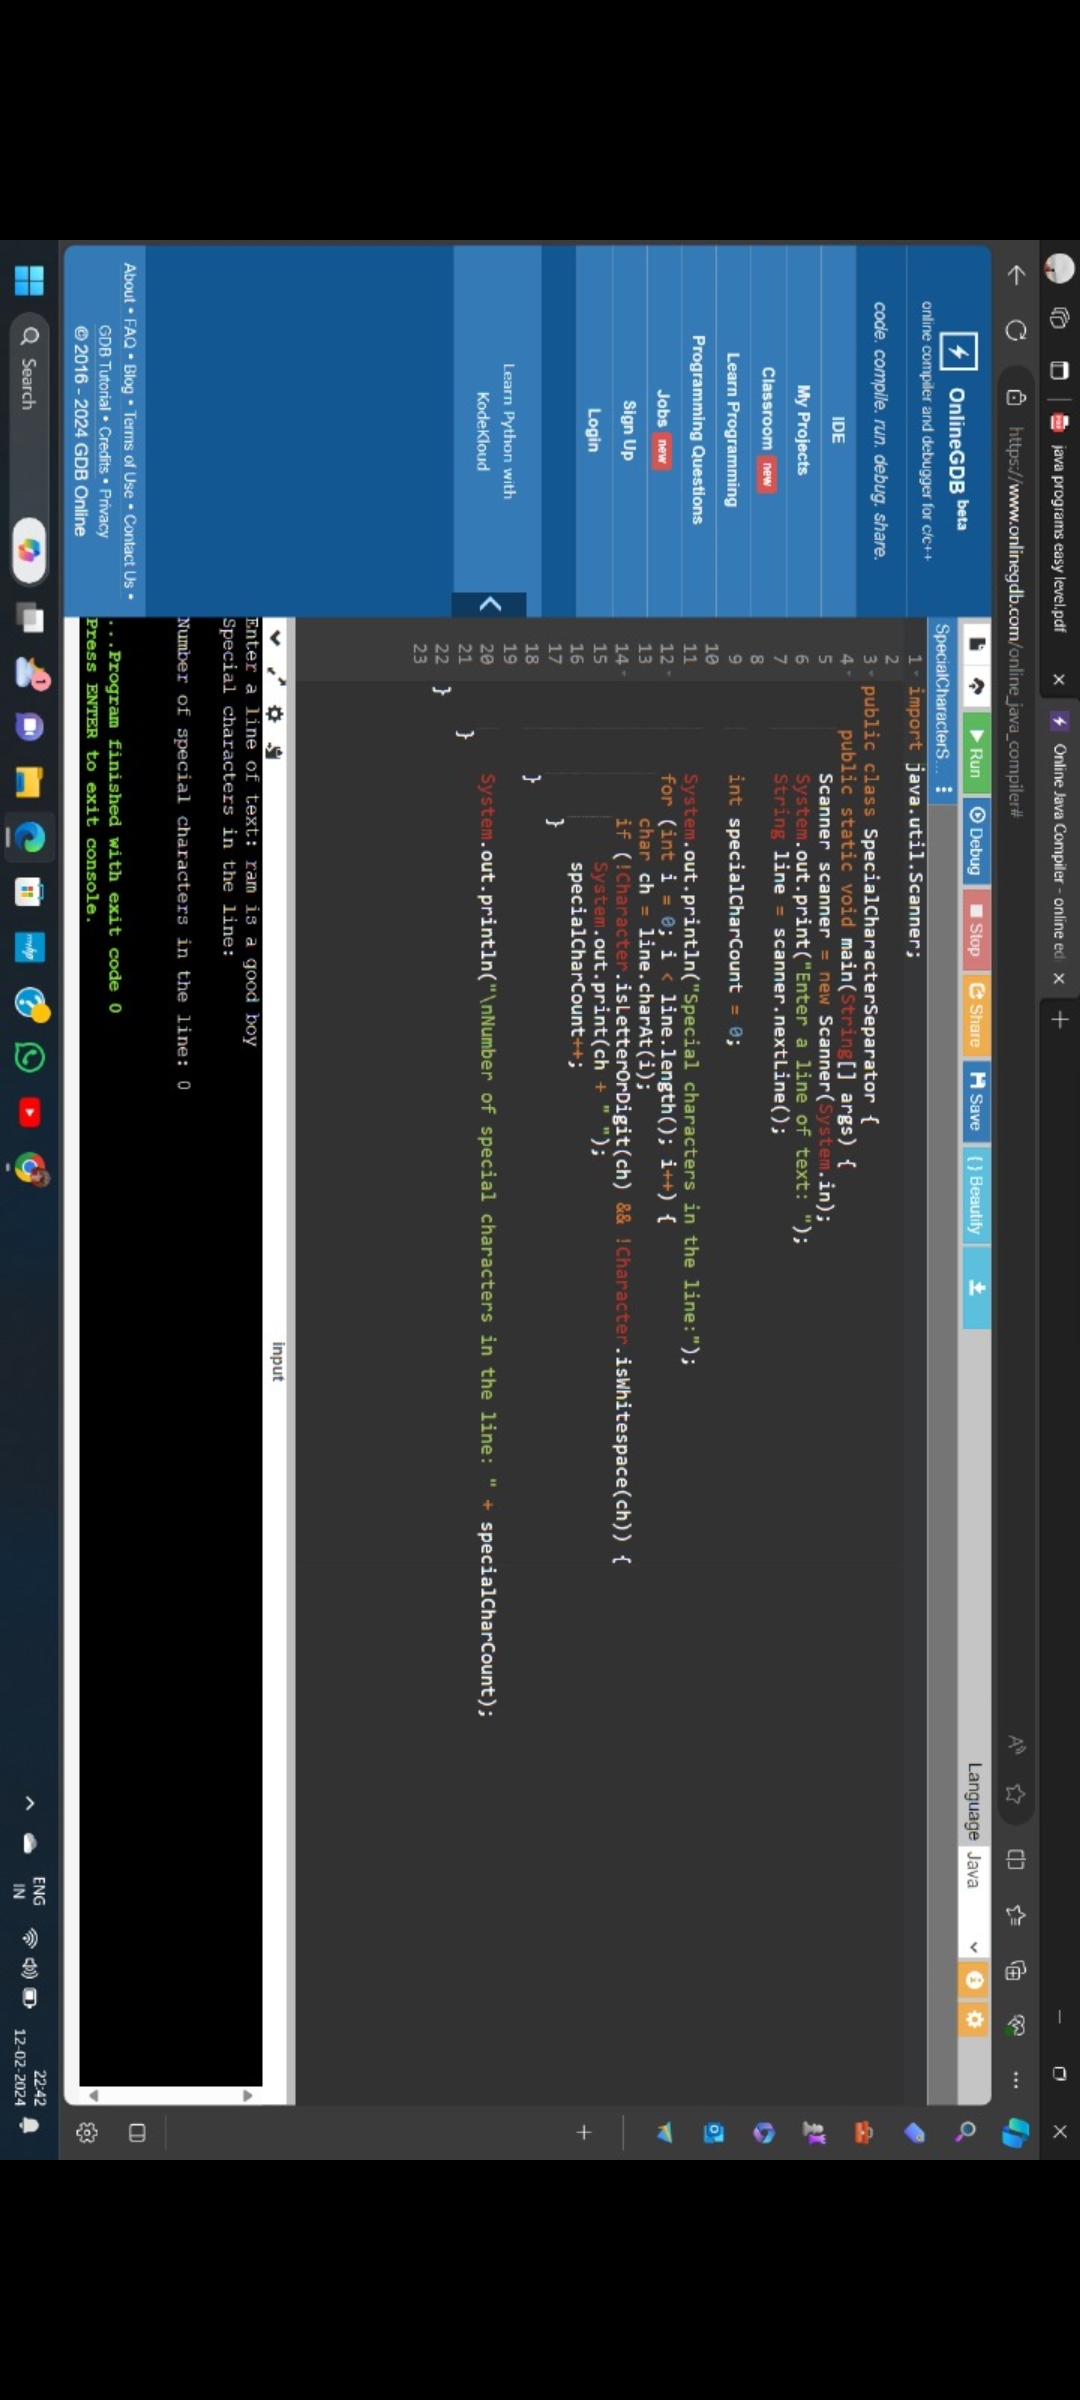 java programs easy level.pdf
Online Java Compiler - online ed
https://www.onlinegdb.com/online_java_compiler#
OnlineGDB beta
online compiler and debugger for c/c++
code. compile. run. debug. share.
IDE
My Projects
Classroom new
Learn Programming
Programming Questions
Jobs new
Sign Up
Login
Learn Python with
KodeKloud
About • FAQ • Blog • Terms of Use • Contact Us •
GDB Tutorial • Credits • Privacy
© 2016 - 2024 GDB Online
Run Debug Stop Share Save { } Beautify
Language Java
SpecialCharacterS...
1 import java.util.Scanner;
2
3 public class SpecialCharacterSeparator {
4 public static void main(String[] args) {
5 Scanner scanner = new Scanner(System.in);
6 System.out.print("Enter a line of text: ");
7 String line = scanner.nextLine();
8
9 int specialCharCount = 0;
10
11 System.out.println("Special characters in the line:");
12 for (int i = 0; i < line.length(); i++) {
13 char ch = line.charAt(i);
14 if (!Character.isLetterOrDigit(ch) && !Character.isWhitespace(ch)) {
15 System.out.print(ch + " ");
16 specialCharCount++;
17 }
18 }
19
20 System.out.println("\nNumber of special characters in the line: " + specialCharCount);
21 }
22 }
23
input
Enter a line of text: ram is a good boy
Special characters in the line:
Number of special characters in the line: 0
...Program finished with exit code 0
Press ENTER to exit console.
Search
1
myhp
ENG
IN
22:42
12-02-2024